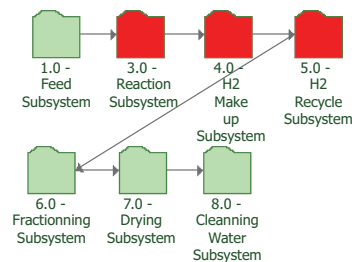 1.0 -
Feed
Subsystem
3.0 -
Reaction
Subsystem
4.0 -
H2
Make
up
Subsystem
5.0 -
H2
Recycle
Subsystem
6.0 -
Fractionning
Subsystem
7.0 -
Drying
Subsystem
8.0 -
Cleanning
Water
Subsystem